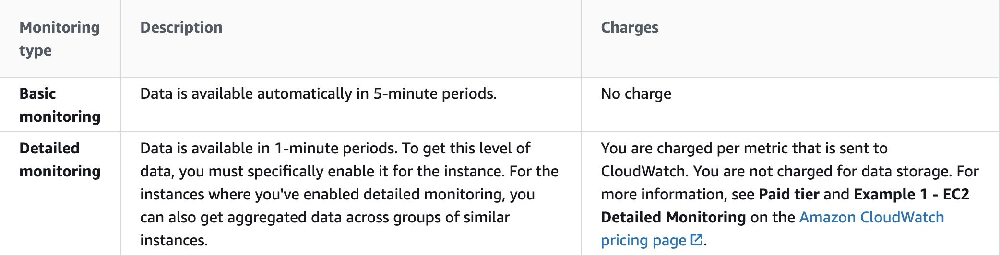 Monitoring
type
Description
Charges
Basic
monitoring
Data is available automatically in 5-minute periods.
No charge
Detailed
monitoring
Data is available in 1-minute periods. To get this level of
data, you must specifically enable it for the instance. For the
instances where you've enabled detailed monitoring, you
can also get aggregated data across groups of similar
instances.
You are charged per metric that is sent to
CloudWatch. You are not charged for data storage. For
more information, see Paid tier and Example 1 - EC2
Detailed Monitoring on the Amazon CloudWatch
pricing page.